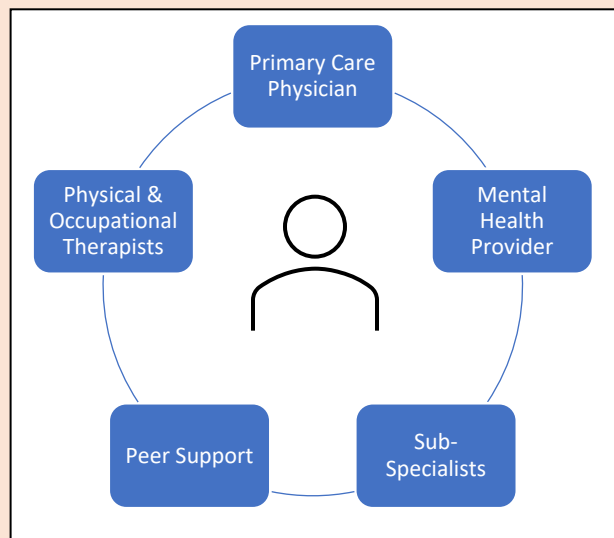 Primary Care
Physician
Mental
Health
Provider
Sub-
Specialists
Peer Support
Physical &
Occupational
Therapists